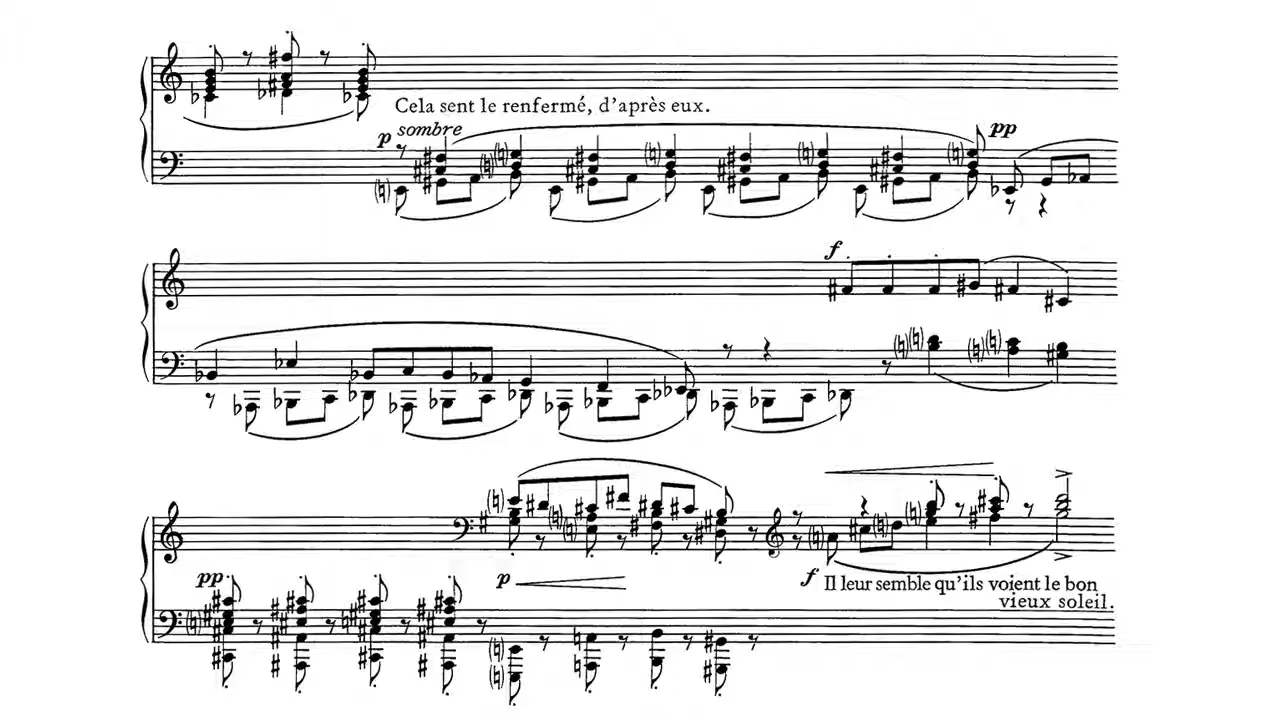 Cela sent le renfermé, d'après eux.
p sombre
pp
f
pp
p
f
Il leur semble qu'ils voient le bon
vieux soleil.